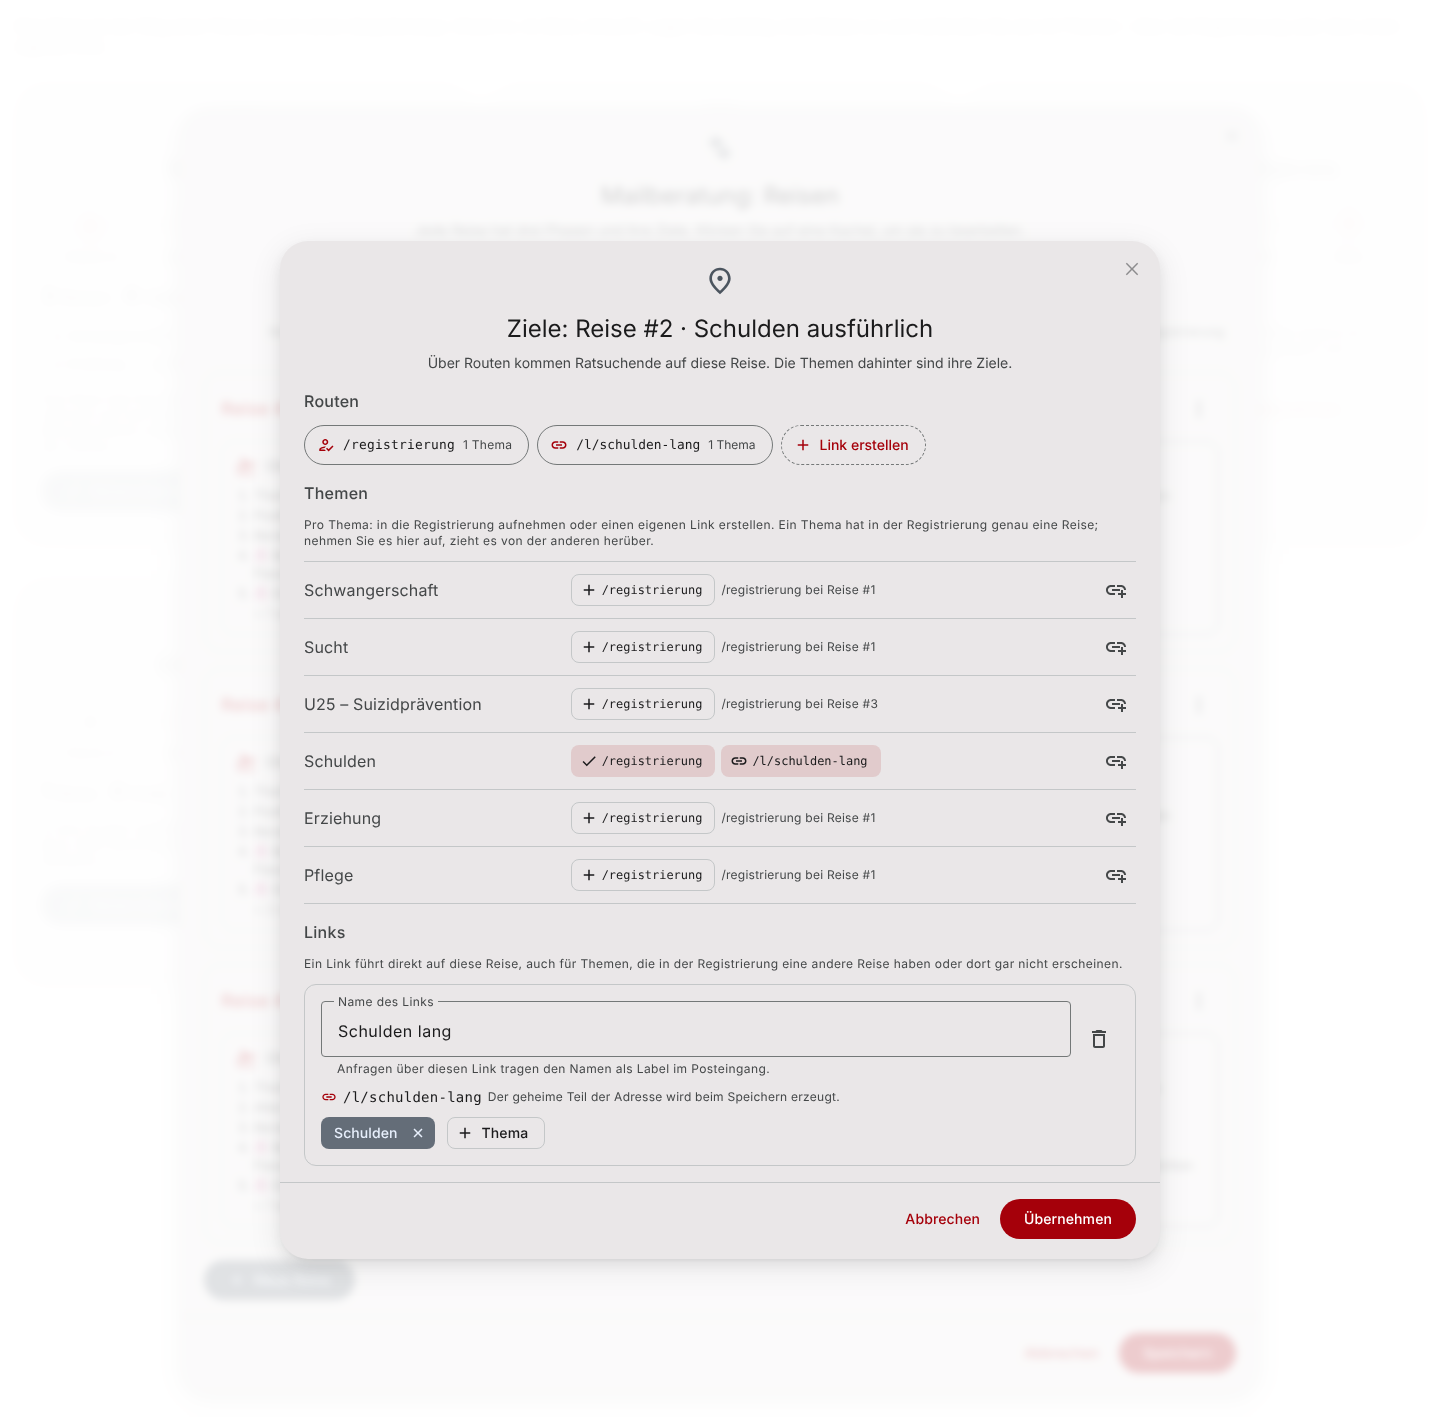 Mailberatung: Reisen
Ziele: Reise #2 · Schulden ausführlich
Über Routen kommen Ratsuchende auf diese Reise. Die Themen dahinter sind ihre Ziele.
Routen
/registrierung 1 Thema /l/schulden-lang 1 Thema Link erstellen
Themen
Pro Thema: in die Registrierung aufnehmen oder einen eigenen Link erstellen. Ein Thema hat in der Registrierung genau eine Reise;
nehmen Sie es hier auf, zieht es von der anderen herüber.
Schwangerschaft /registrierung /registrierung bei Reise #1
Sucht /registrierung /registrierung bei Reise #1
U25 – Suizidprävention /registrierung /registrierung bei Reise #3
Schulden /registrierung /l/schulden-lang
Erziehung /registrierung /registrierung bei Reise #1
Pflege /registrierung /registrierung bei Reise #1
Links
Ein Link führt direkt auf diese Reise, auch für Themen, die in der Registrierung eine andere Reise haben oder dort gar nicht erscheinen.
Name des Links
Schulden lang
Anfragen über diesen Link tragen den Namen als Label im Posteingang.
/l/schulden-lang Der geheime Teil der Adresse wird beim Speichern erzeugt.
Schulden Thema
Abbrechen Übernehmen